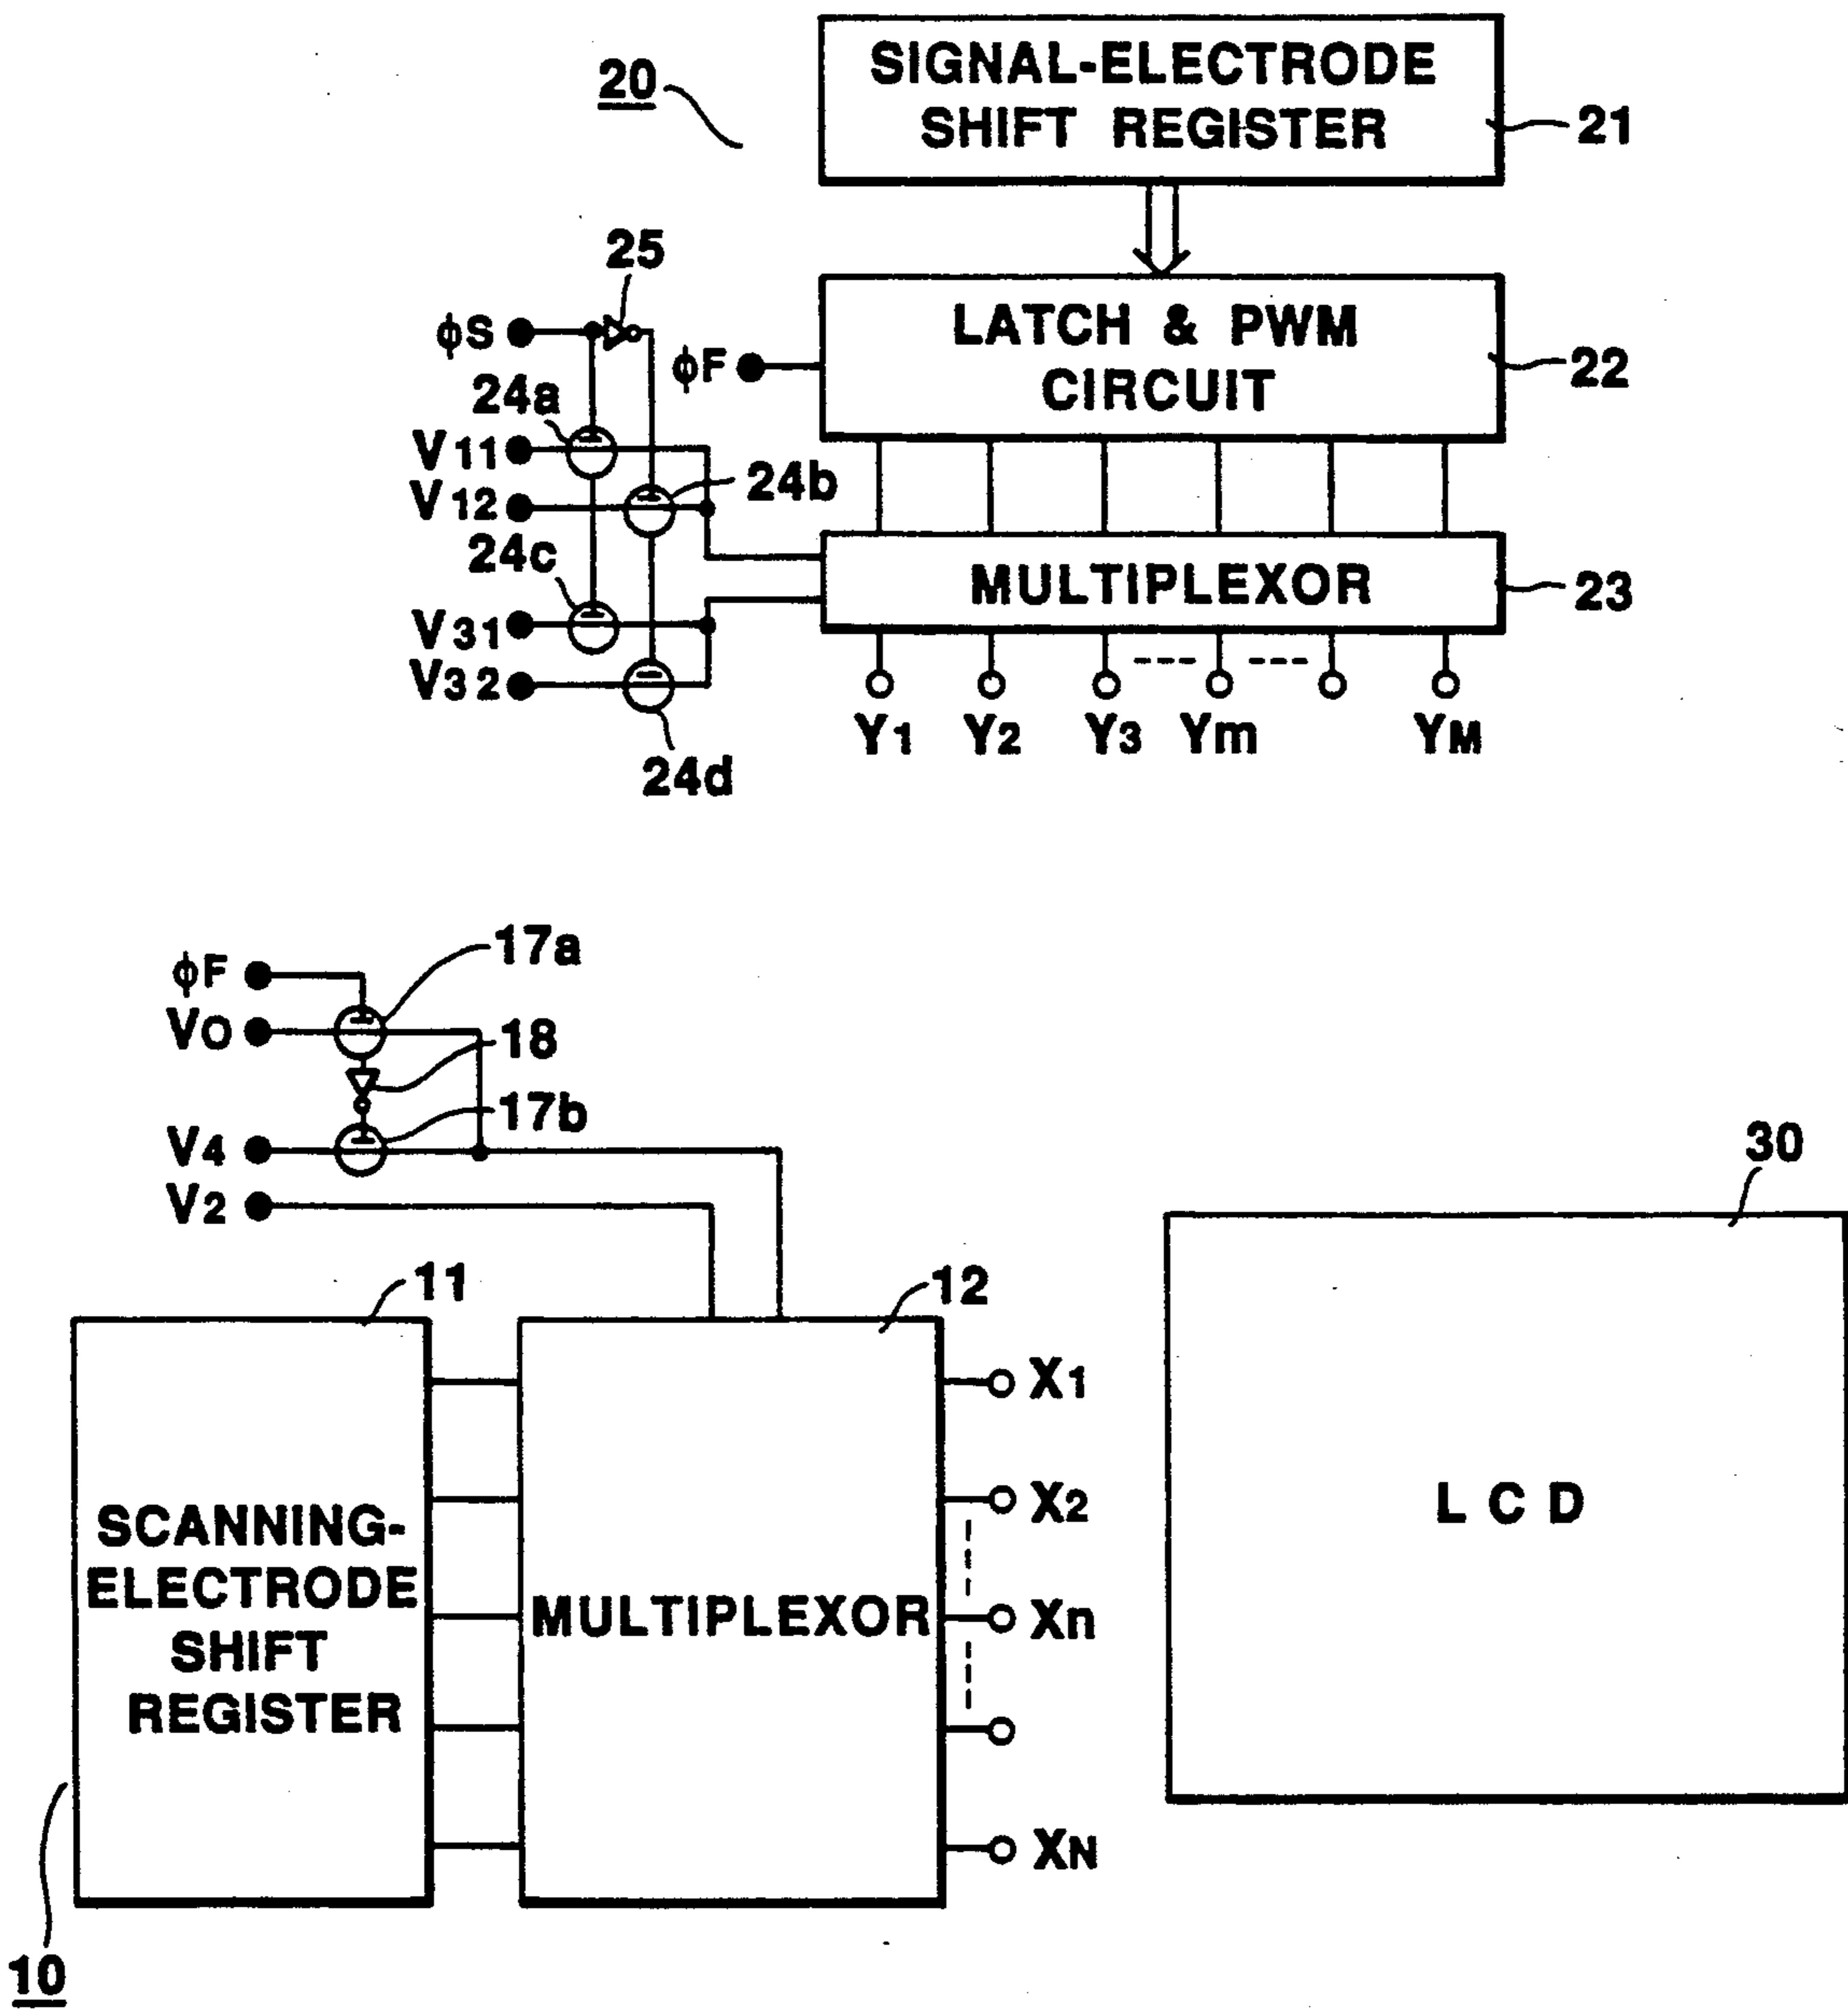 20
SIGNAL-ELECTRODE
SHIFT REGISTER
21
25
ϕS
ϕF
LATCH & PWM
CIRCUIT
22
24a
V11
V12
24b
24c
MULTIPLEXOR
23
V31
V32
24d
Y1 Y2 Y3 Ym YM
ϕF
17a
VO
18
17b
V4
V2
30
11
12
X1
X2
Xn
XN
SCANNING-
ELECTRODE
SHIFT
REGISTER
MULTIPLEXOR
LCD
10